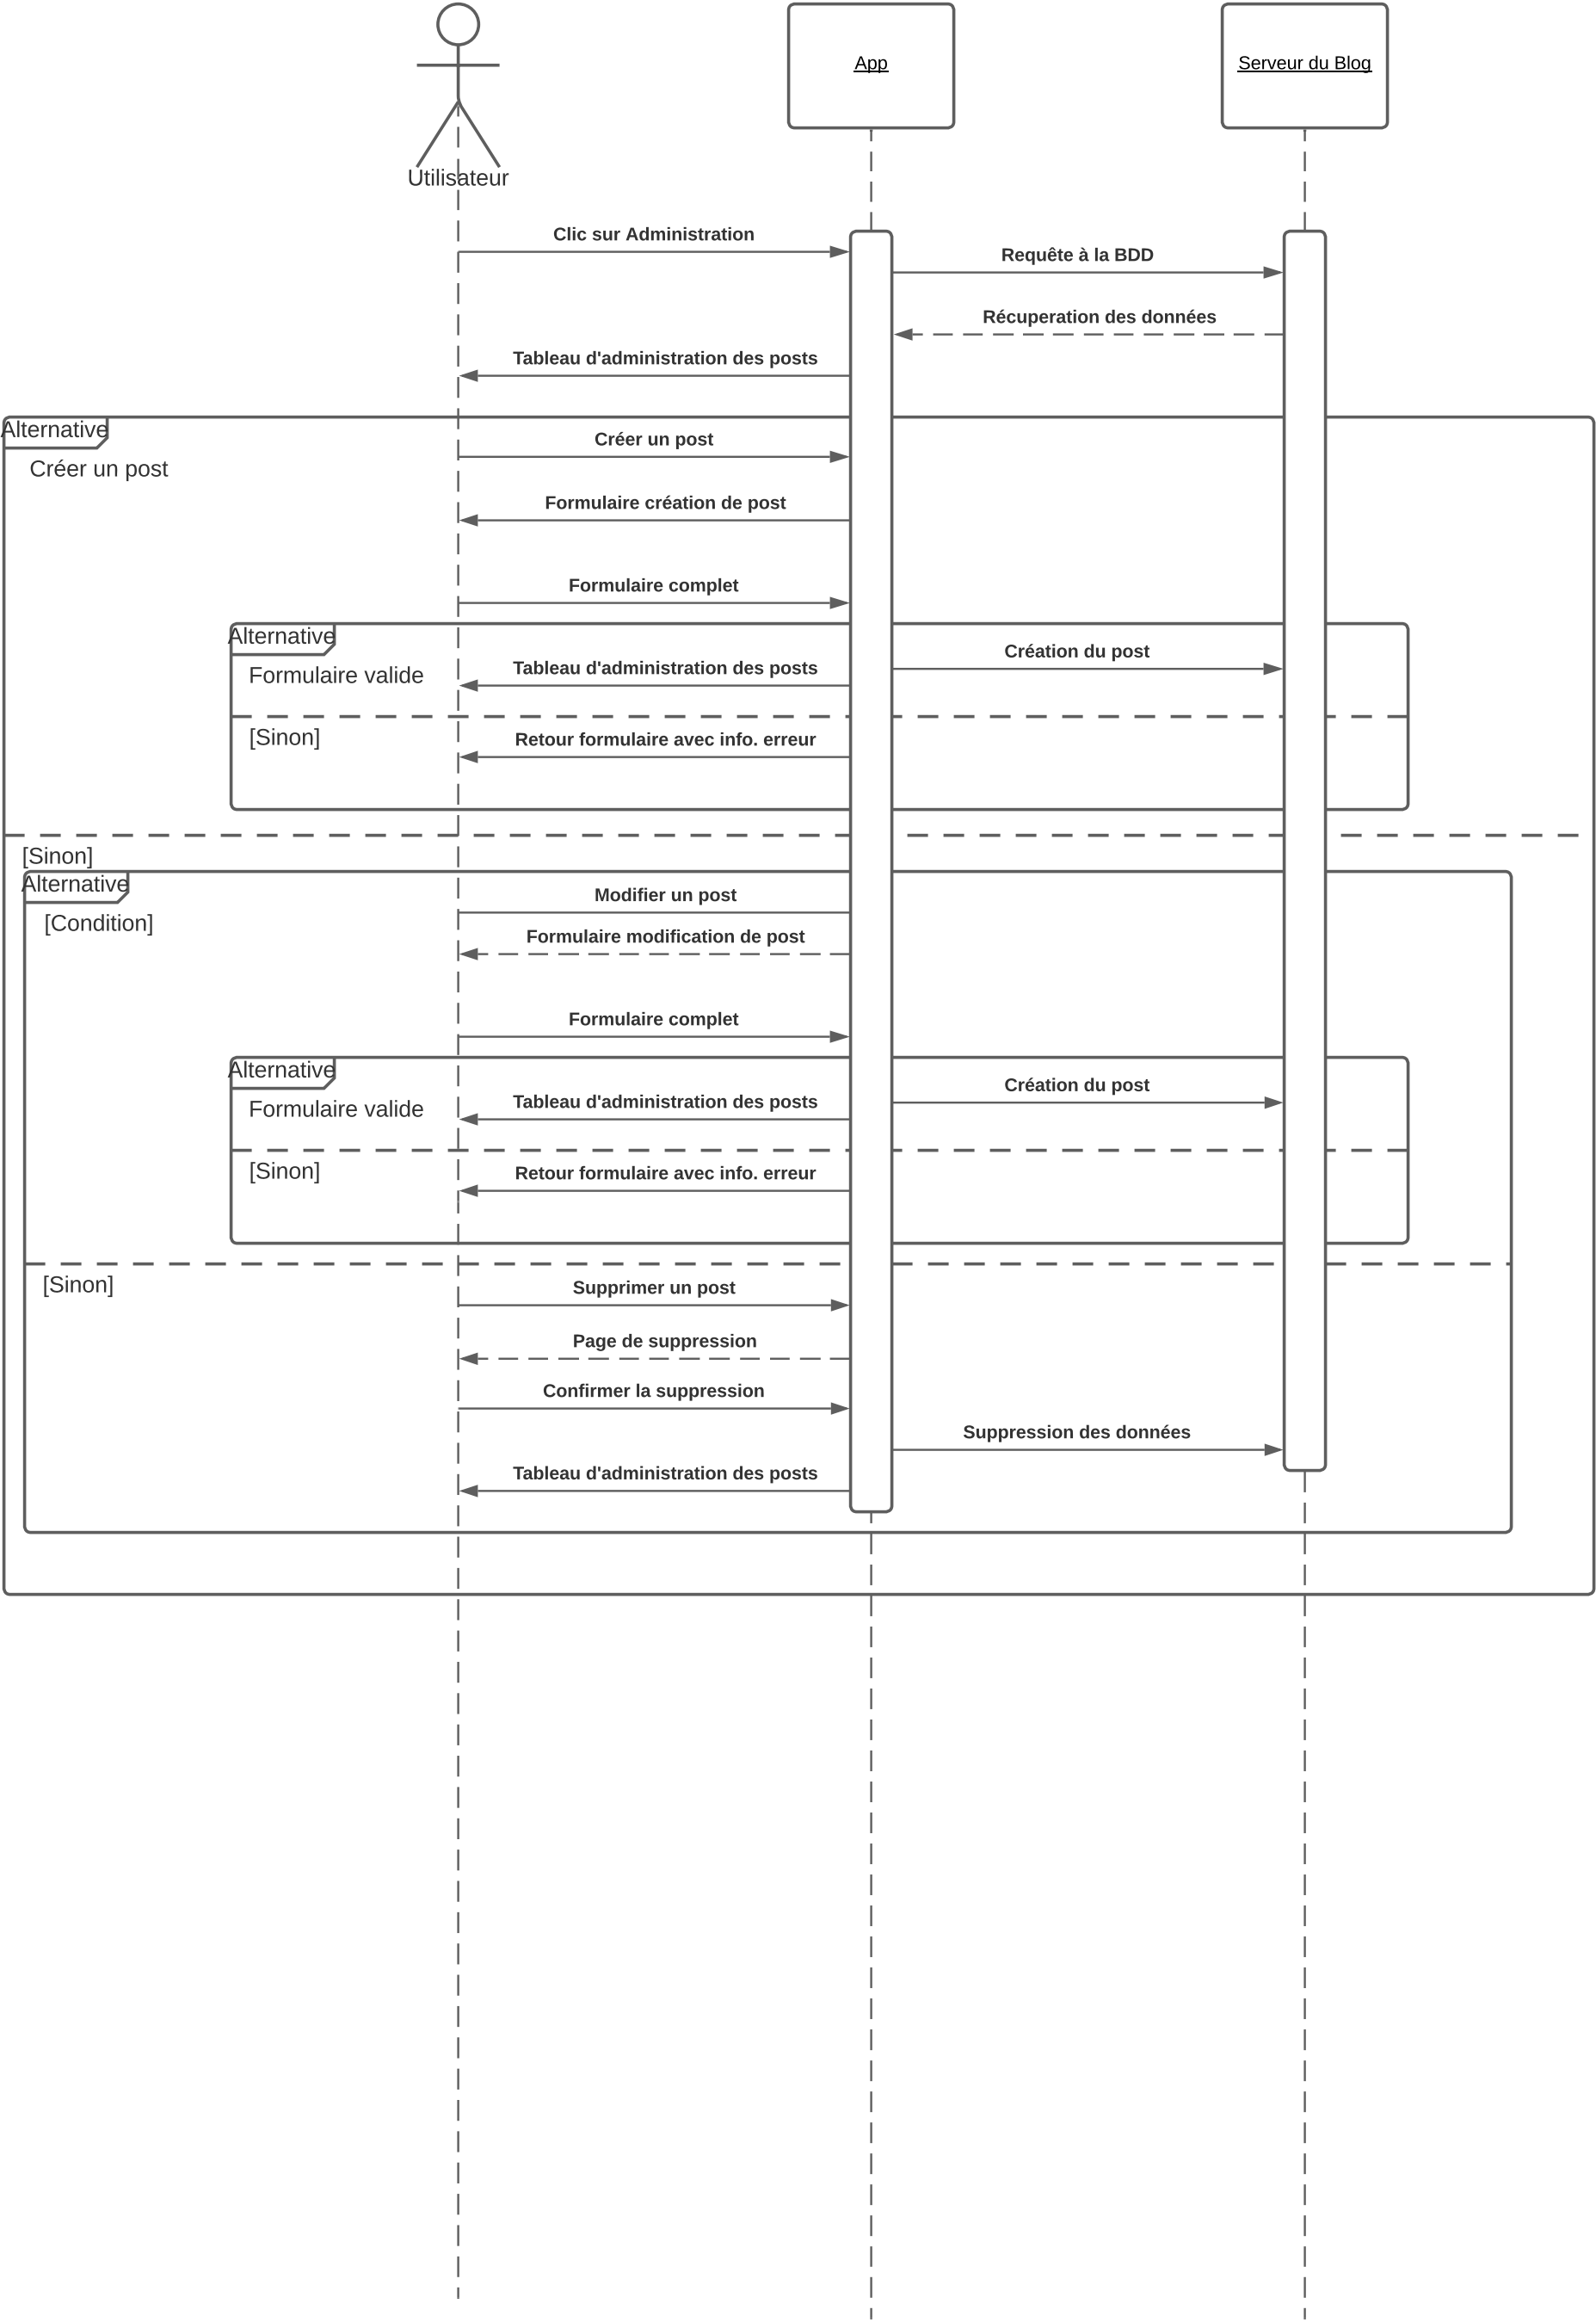 App
Serveur du Blog
Utilisateur
Clic sur Administration
Requête à la BDD
Récuperation des données
Tableau d'administration des posts
Alternative
Créer un post
Créer un post
Formulaire création de post
Formulaire complet
Alternative
Création du post
Tableau d'administration des posts
Formulaire valide
[Sinon]
Retour formulaire avec info. erreur
[Sinon]
Alternative
Modifier un post
[Condition]
Formulaire modification de post
Formulaire complet
Alternative
Création du post
Tableau d'administration des posts
Formulaire valide
[Sinon]
Retour formulaire avec info. erreur
[Sinon]
Supprimer un post
Page de suppression
Confirmer la suppression
Suppression des données
Tableau d'administration des posts